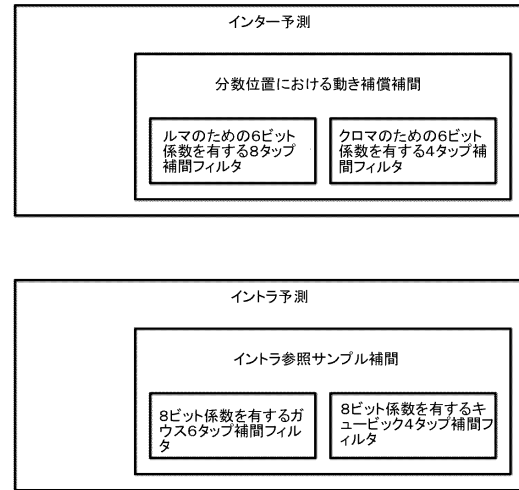 インター予測
分数位置における動き補償補間
ルマのための6ビット
係数を有する8タップ
補間フィルタ
クロマのための6ビット
係数を有する4タップ補
間フィルタ
イントラ予測
イントラ参照サンプル補間
8ビット係数を有するガ
ウス6タップ補間フィル
タ
8ビット係数を有するキ
ュービック4タップ補間フ
ィルタ